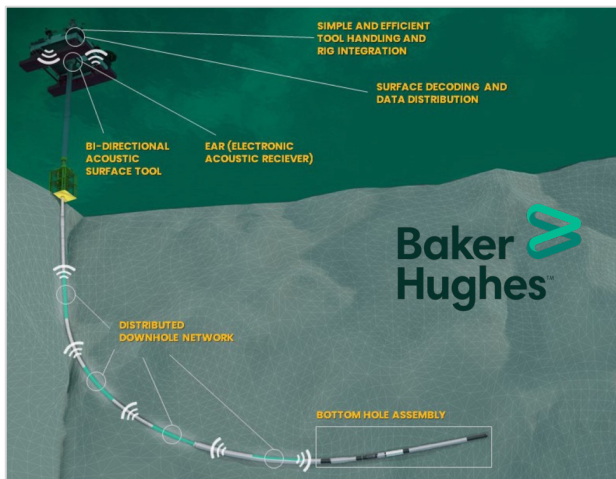 SIMPLE AND EFFICIENT
TOOL HANDLING AND
RIG INTEGRATION
SURFACE DECODING AND
DATA DISTRIBUTION
BI-DIRECTIONAL
ACOUSTIC
SURFACE TOOL
EAR (ELECTRONIC
ACOUSTIC RECIEVER)
Baker
Hughes™
DISTRIBUTED
DOWNHOLE NETWORK
BOTTOM HOLE ASSEMBLY